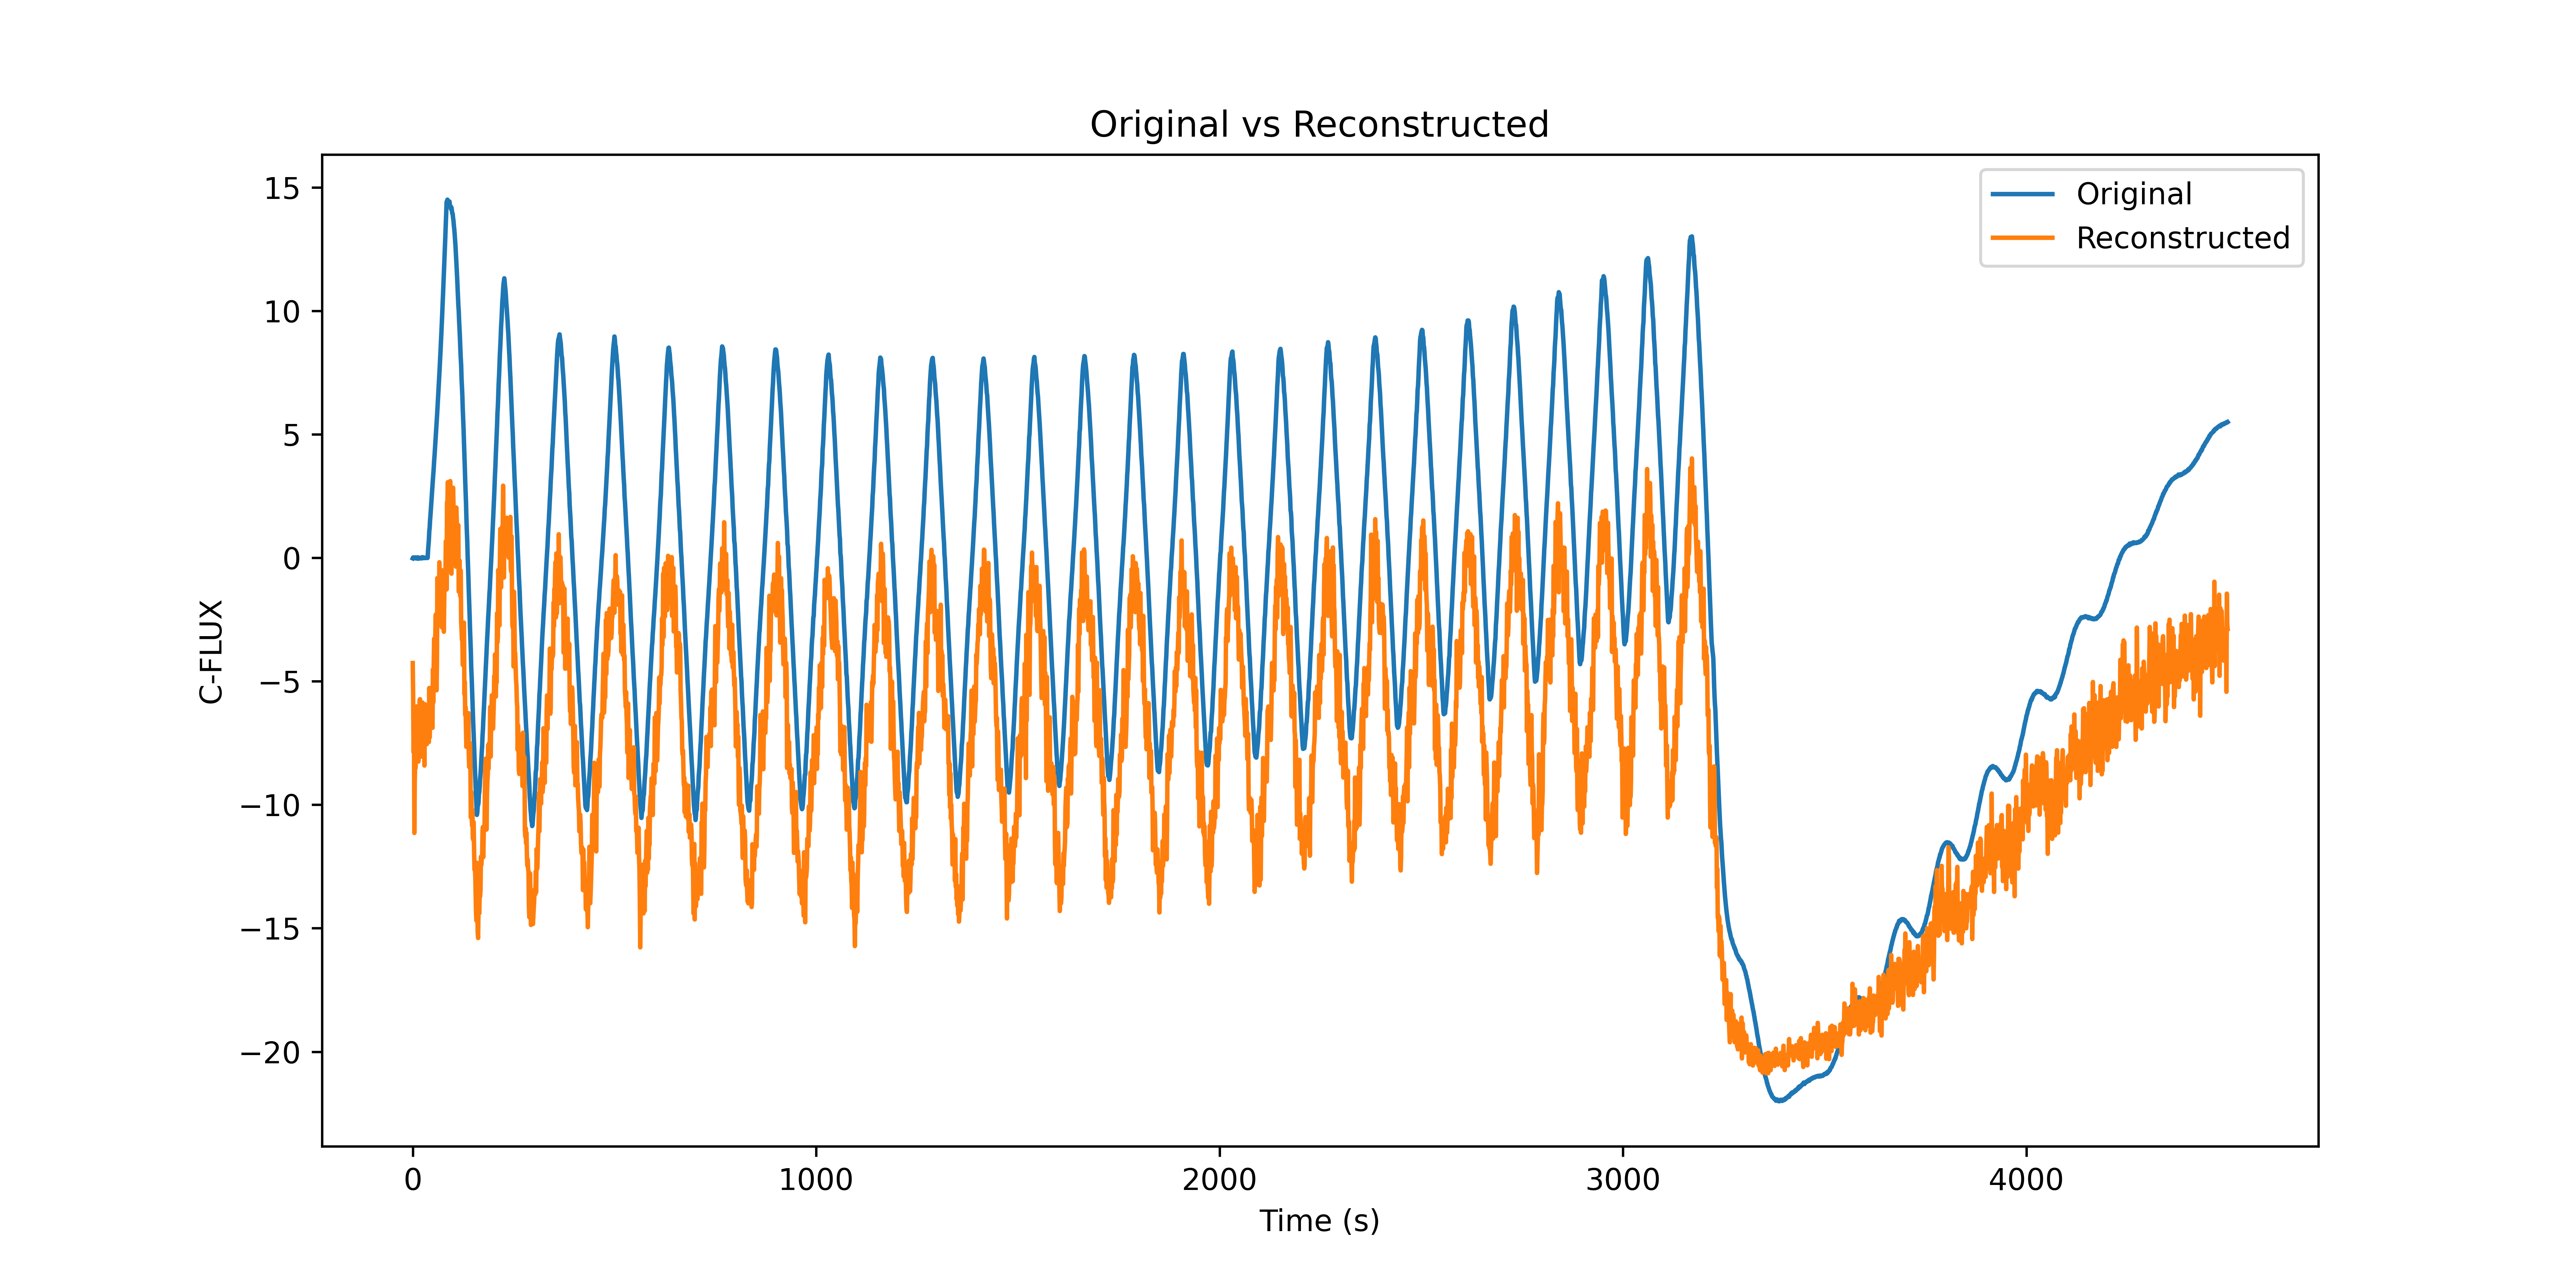 Original vs Reconstructed
Original
Reconstructed
C-FLUX
15
10
5
0
−5
−10
−15
−20
0 1000 2000 3000 4000
Time (s)